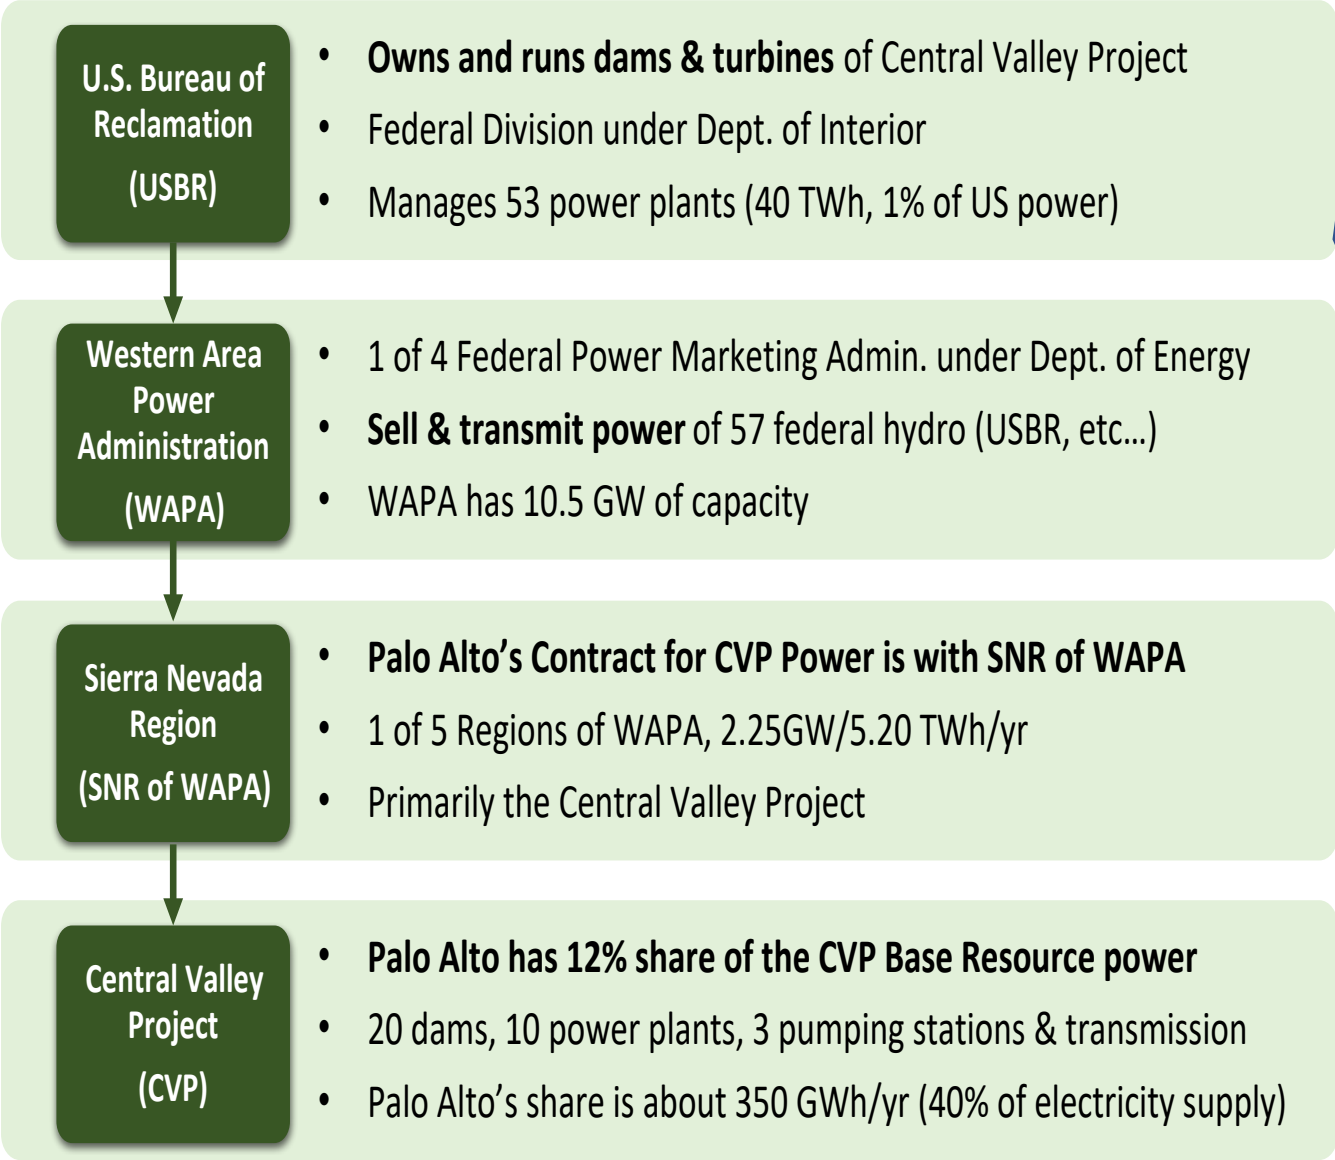 U.S. Bureau of
Reclamation
(USBR)
• Owns and runs dams & turbines of Central Valley Project
• Federal Division under Dept. of Interior
• Manages 53 power plants (40 TWh, 1% of US power)
Western Area
Power
Administration
(WAPA)
• 1 of 4 Federal Power Marketing Admin. under Dept. of Energy
• Sell & transmit power of 57 federal hydro (USBR, etc...)
• WAPA has 10.5 GW of capacity
Sierra Nevada
Region
(SNR of WAPA)
• Palo Alto’s Contract for CVP Power is with SNR of WAPA
• 1 of 5 Regions of WAPA, 2.25GW/5.20 TWh/yr
• Primarily the Central Valley Project
Central Valley
Project
(CVP)
• Palo Alto has 12% share of the CVP Base Resource power
• 20 dams, 10 power plants, 3 pumping stations & transmission
• Palo Alto’s share is about 350 GWh/yr (40% of electricity supply)